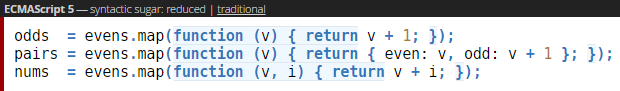 ECMAScript 5 — syntactic sugar: reduced | traditional
odds  = evens.map(function (v) { return v + 1; });
pairs = evens.map(function (v) { return { even: v, odd: v + 1 }; });
nums  = evens.map(function (v, i) { return v + i; });